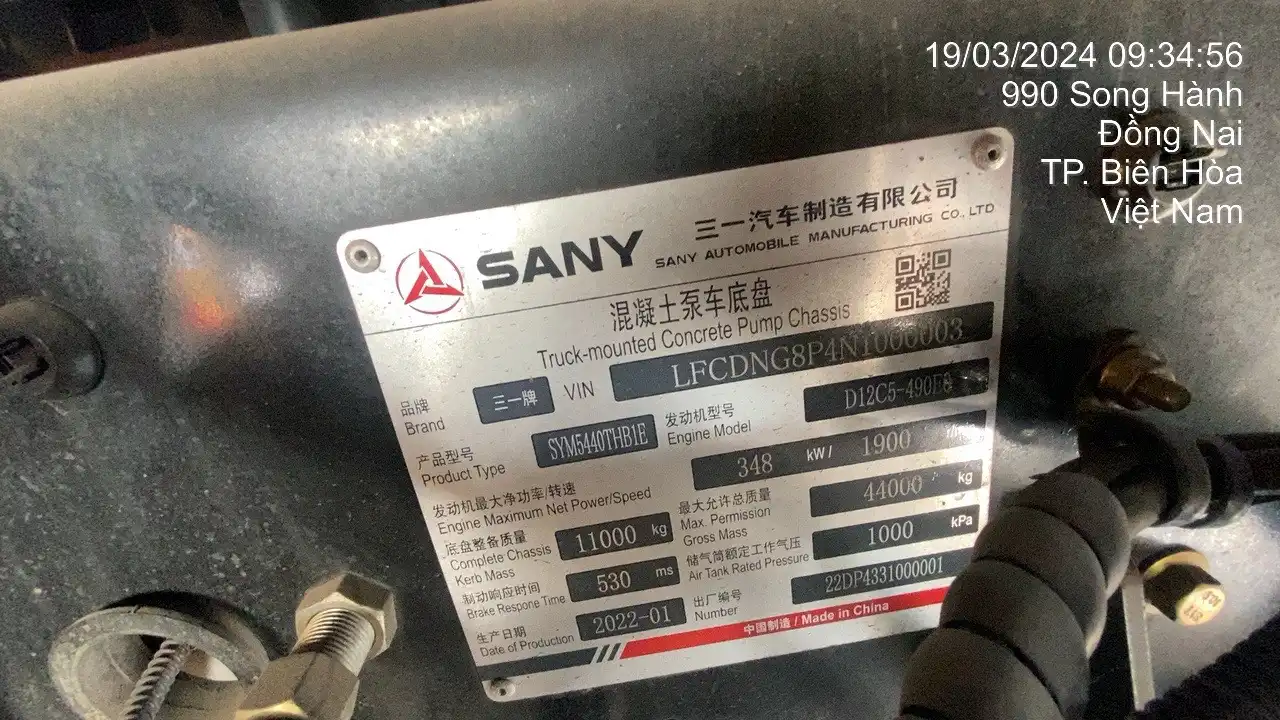 19/03/2024 09:34:56
990 Song Hành
Đồng Nai
TP. Biên Hòa
Việt Nam
SANY
三一汽车制造有限公司
SANY AUTOMOBILE MANUFACTURING CO., LTD
混凝土泵车底盘
Truck-mounted Concrete Pump Chassis
品牌
Brand
三一牌
VIN
LFCDNG8P4N1000003
产品型号
Product Type
SYM5440THB1E
发动机型号
Engine Model
发动机最大净功率/转速
Engine Maximum Net Power/Speed
348 kW/ 1900 r/min
底盘整备质量
Complete Chassis
Kerb Mass
11000 kg
最大允许总质量
Max. Permission
Gross Mass
44000 kg
制动响应时间
Brake Respone Time
530 ms
储气筒额定工作气压
Air Tank Rated Pressure
1000 kPa
生产日期
Date of Production
2022-01
出厂编号
Number
22DP4331000001
中国制造 / Made in China